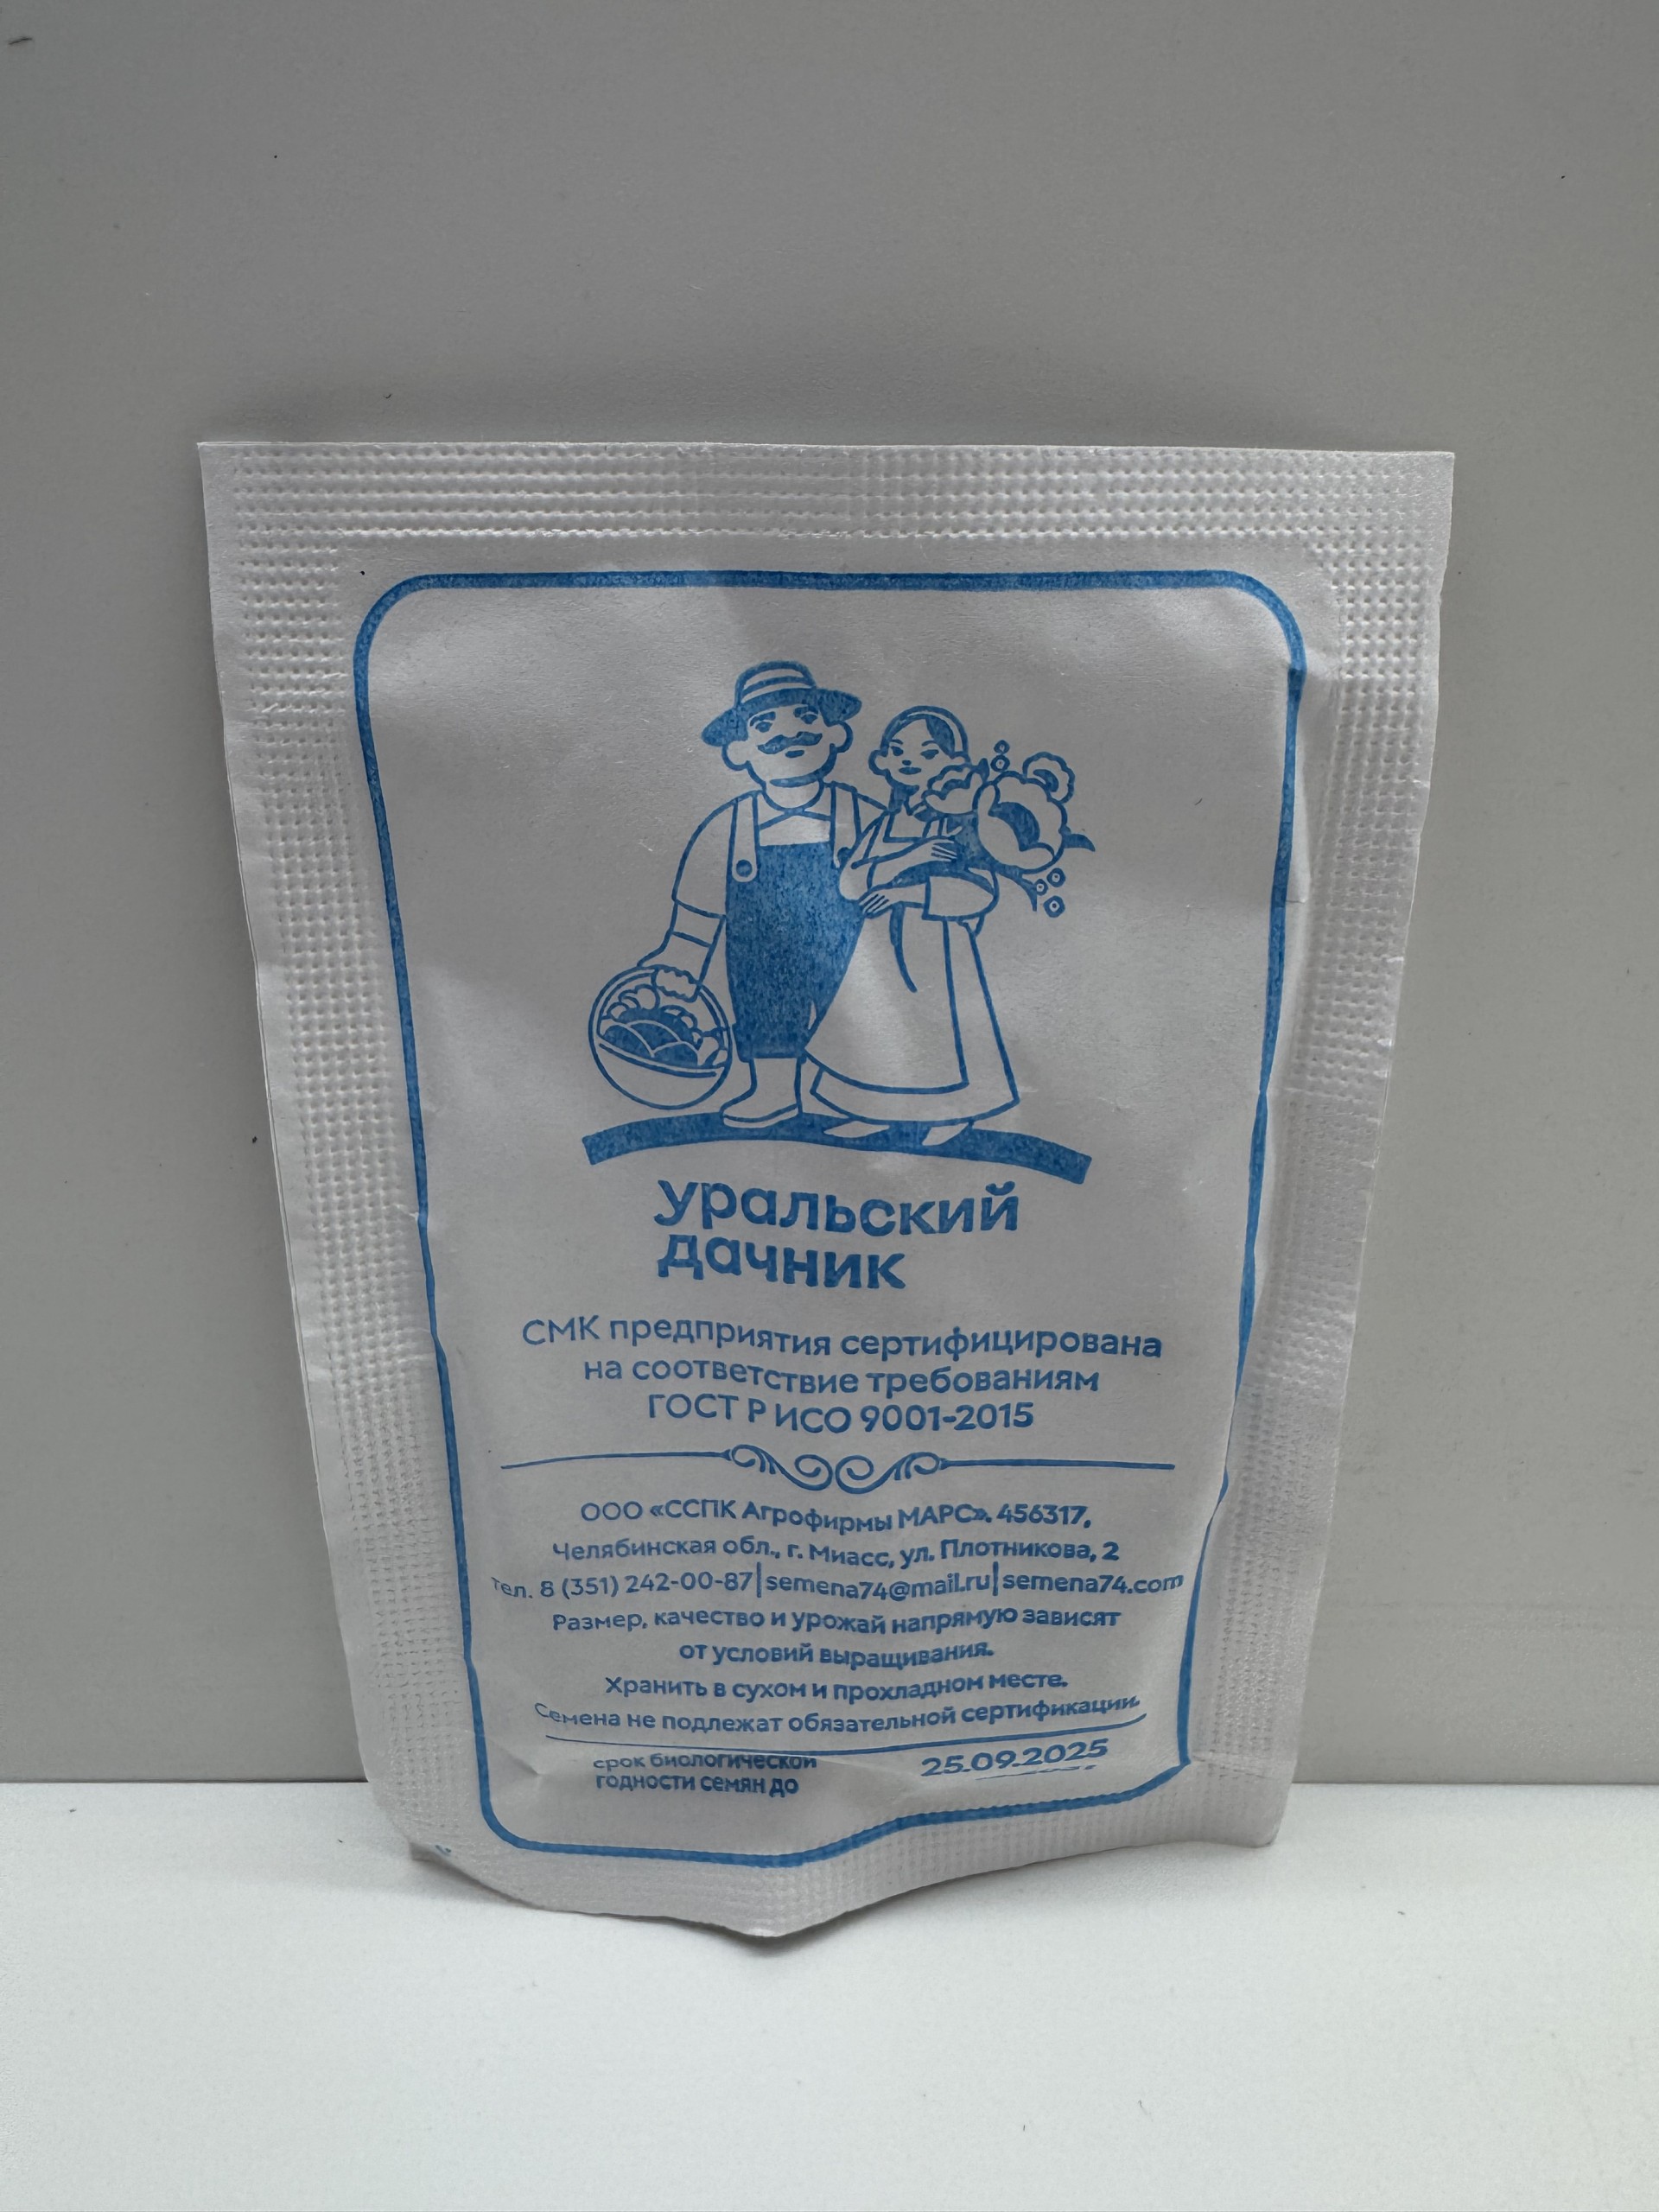 уральский
дачник
СМК предприятия сертифицирована
на соответствие требованиям
ГОСТ Р ИСО 9001-2015
ООО «ССПК Агрофирмы МАРС». 456317,
Челябинская обл., г. Миасс, ул. Плотникова, 2
тел. 8 (351) 242-00-87|semena74@mail.ru|semena74.com
Размер, качество и урожай напрямую зависят
от условий выращивания.
Хранить в сухом и прохладном месте.
Семена не подлежат обязательной сертификации.
срок биологической 25.09.2025
годности семян до